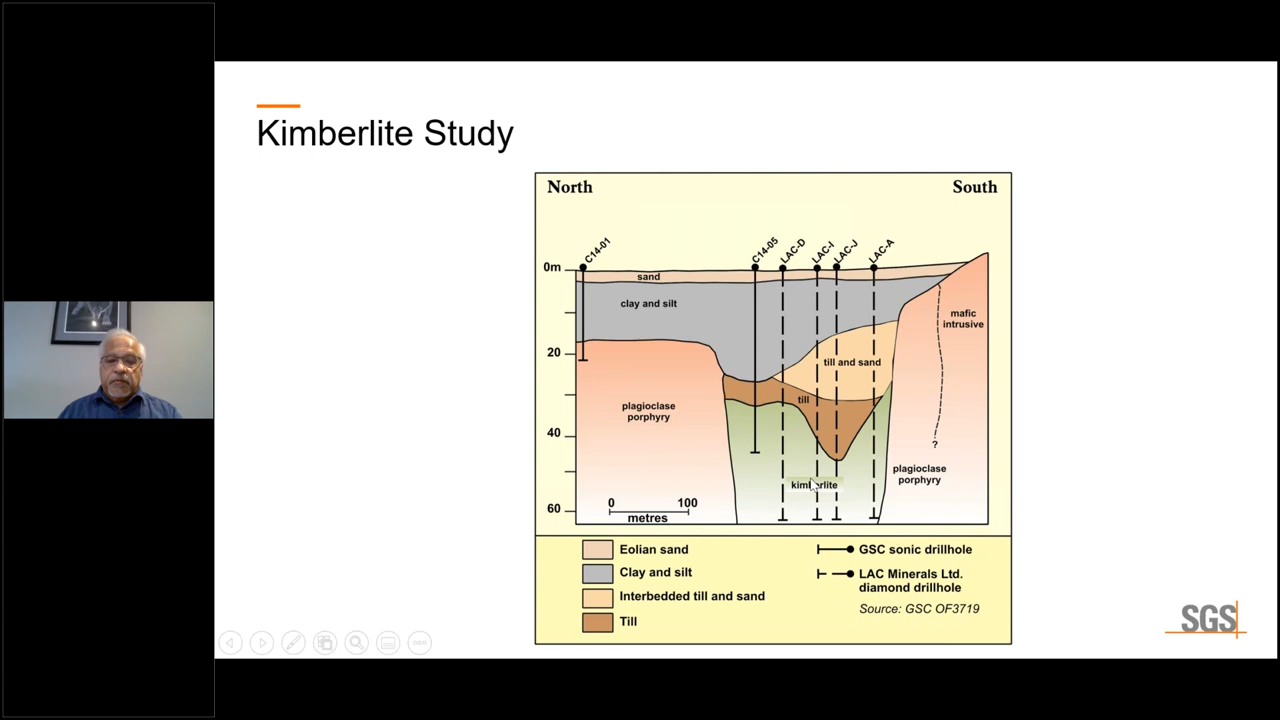 Kimberlite Study
North
South
C14-01
C14-05
LAC-D
LAC-I
LAC-J
LAC-A
0m
sand
clay and silt
mafic
intrusive
20
till and sand
till
plagioclase
porphyry
40
?
plagioclase
porphyry
kimberlite
0 100
metres
60
Eolian sand
Clay and silt
Interbedded till and sand
Till
GSC sonic drillhole
LAC Minerals Ltd.
diamond drillhole
Source: GSC OF3719
SGS